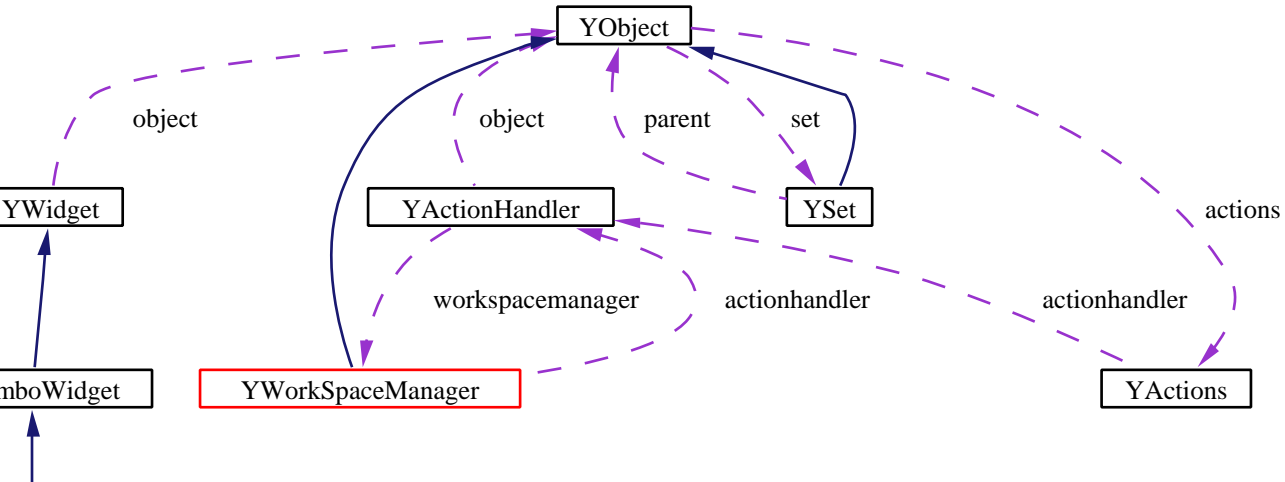 YObject
object
object
parent
set
YWidget
YActionHandler
YSet
actions
workspacemanager
actionhandler
actionhandler
mboWidget
YWorkSpaceManager
YActions